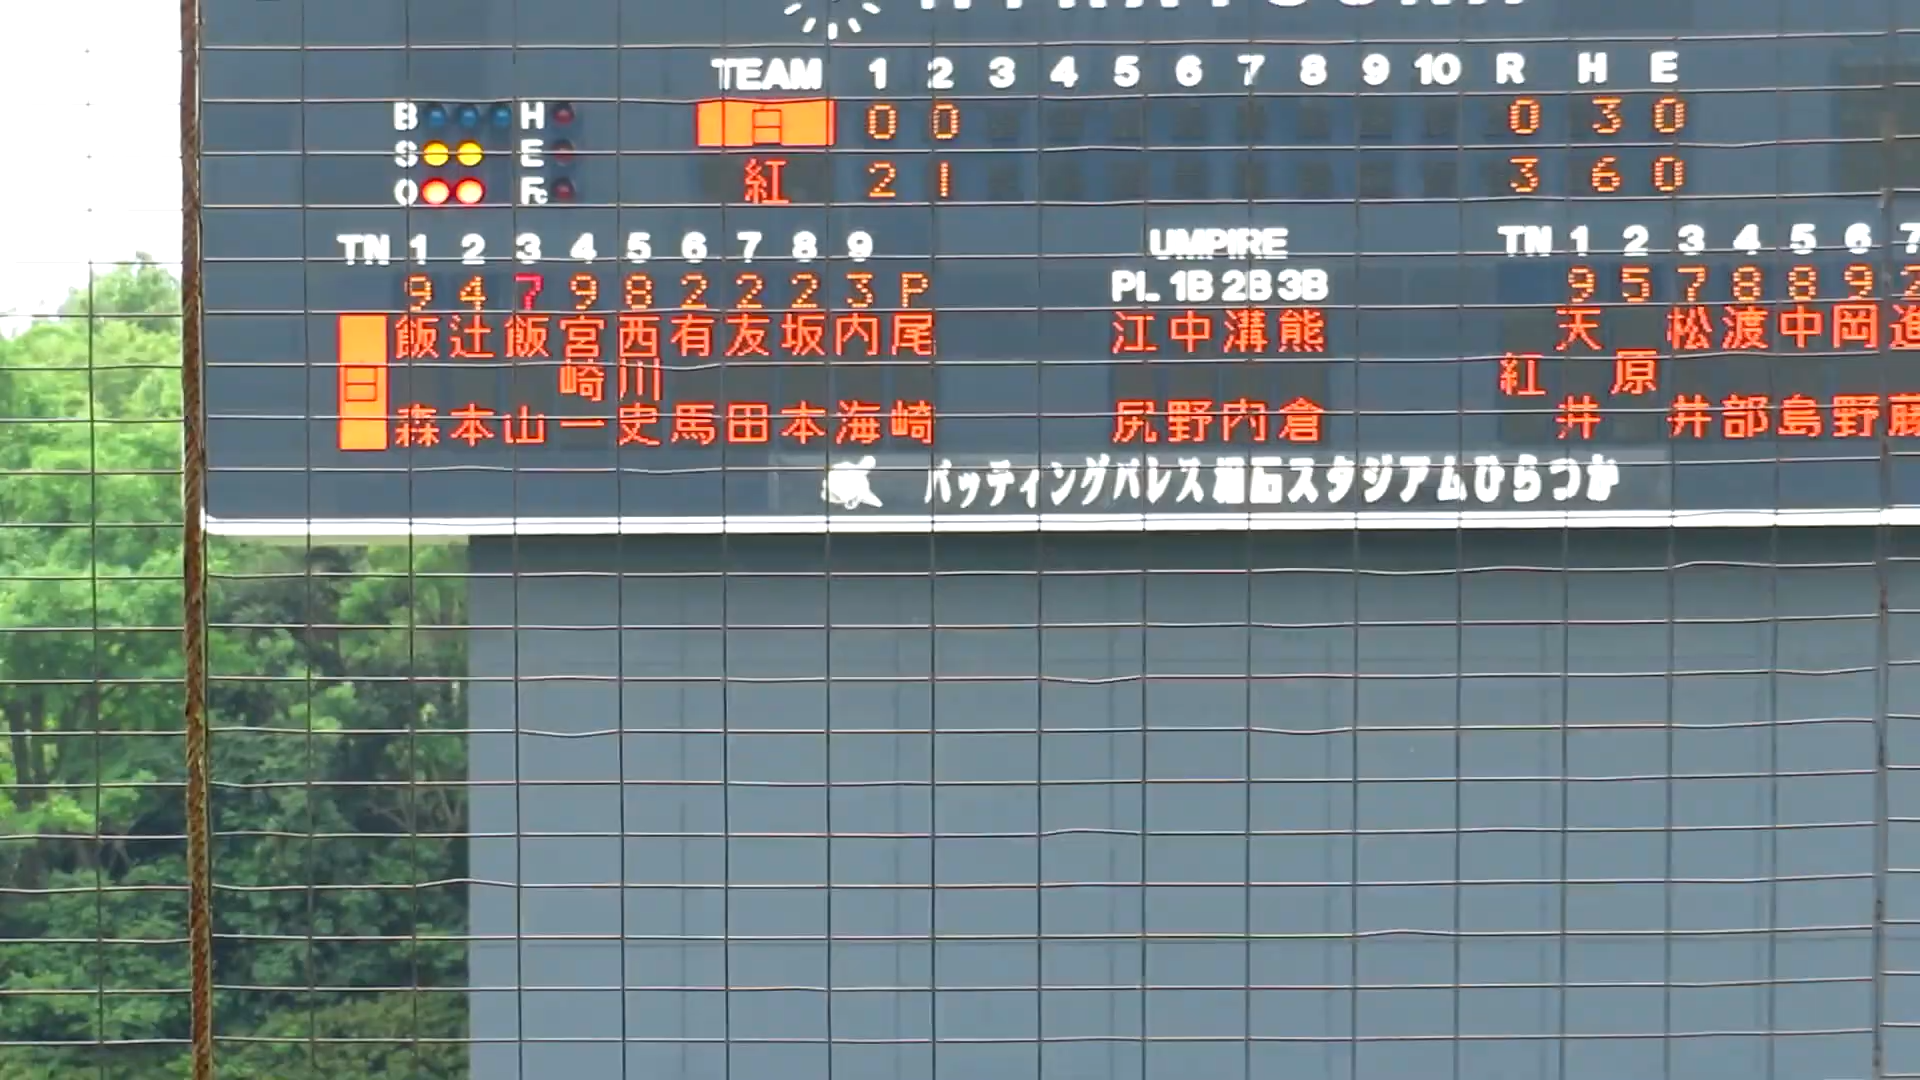 TEAM 1 2 3 4 5 6 7 8 9 10 R H E
B H 白 0 0 0 3 0
S E 紅 2 1 3 6 0
O Fc
TN 1 2 3 4 5 6 7 8 9 UMPIRE TN 1 2 3 4 5 6 7
9 4 7 9 8 2 2 2 3 P PL 1B 2B 3B 9 5 7 8 8 9 2
白 飯森 辻本 飯山 宮崎一 西川史 有馬 友田 坂本 内海 尾崎 江尻 中野 溝内 熊倉 紅 天井 原 松井 渡部 中島 岡野 進藤
バッティングパレス相石スタジアムひらつか